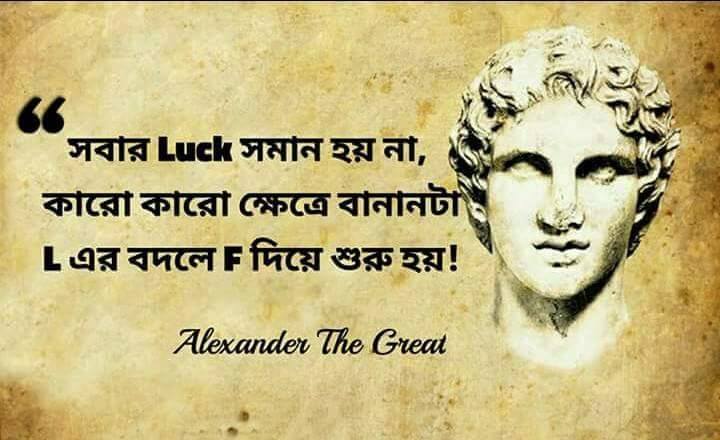 “
সবার Luck সমান হয় না,
কারো কারো ক্ষেত্রে বানানটা
L এর বদলে F দিয়ে শুরু হয়!
Alexander The Great